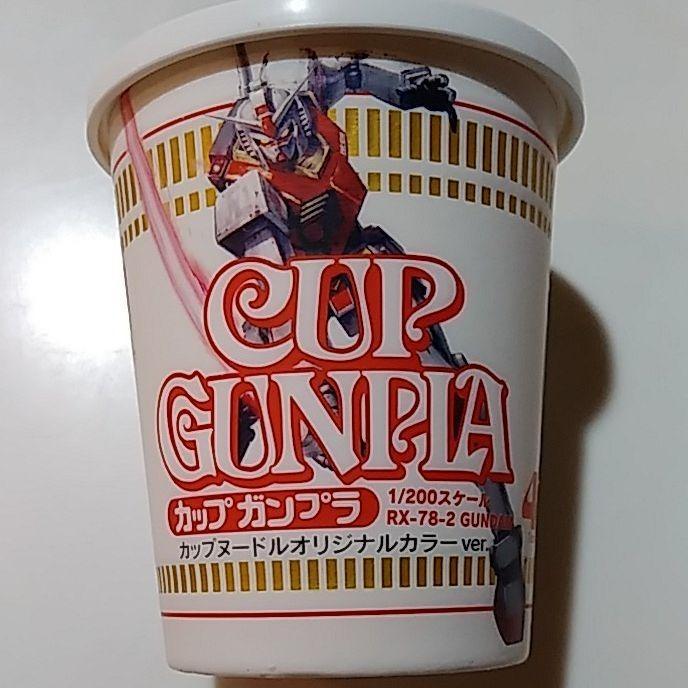 CUP
GUNPLA
カップ ガンプラ
1/200スケール
RX-78-2 GUNDAM
カップヌードルオリジナルカラー ver.